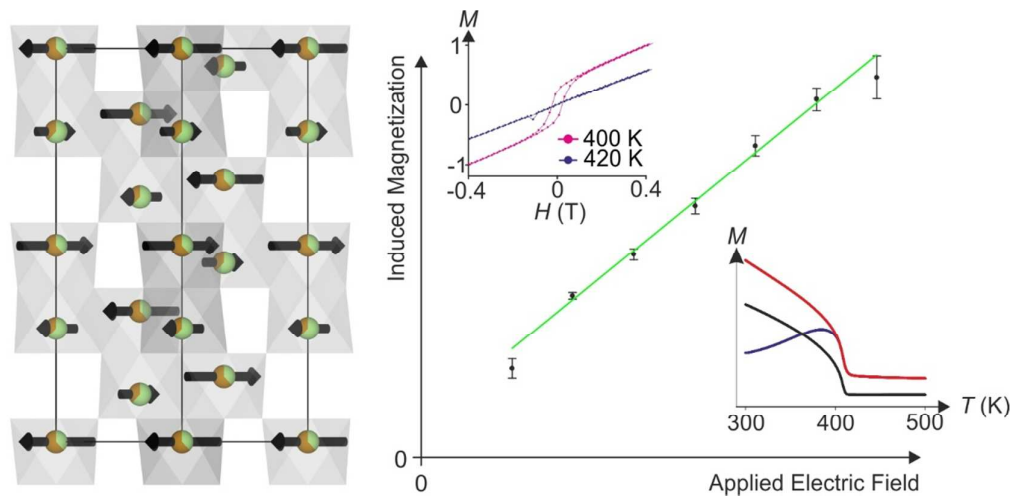 M
1
0
-1
400 K
420 K
-0.4
0
0.4
H (T)
Induced Magnetization
M
300
400
500
T (K)
0
0
Applied Electric Field